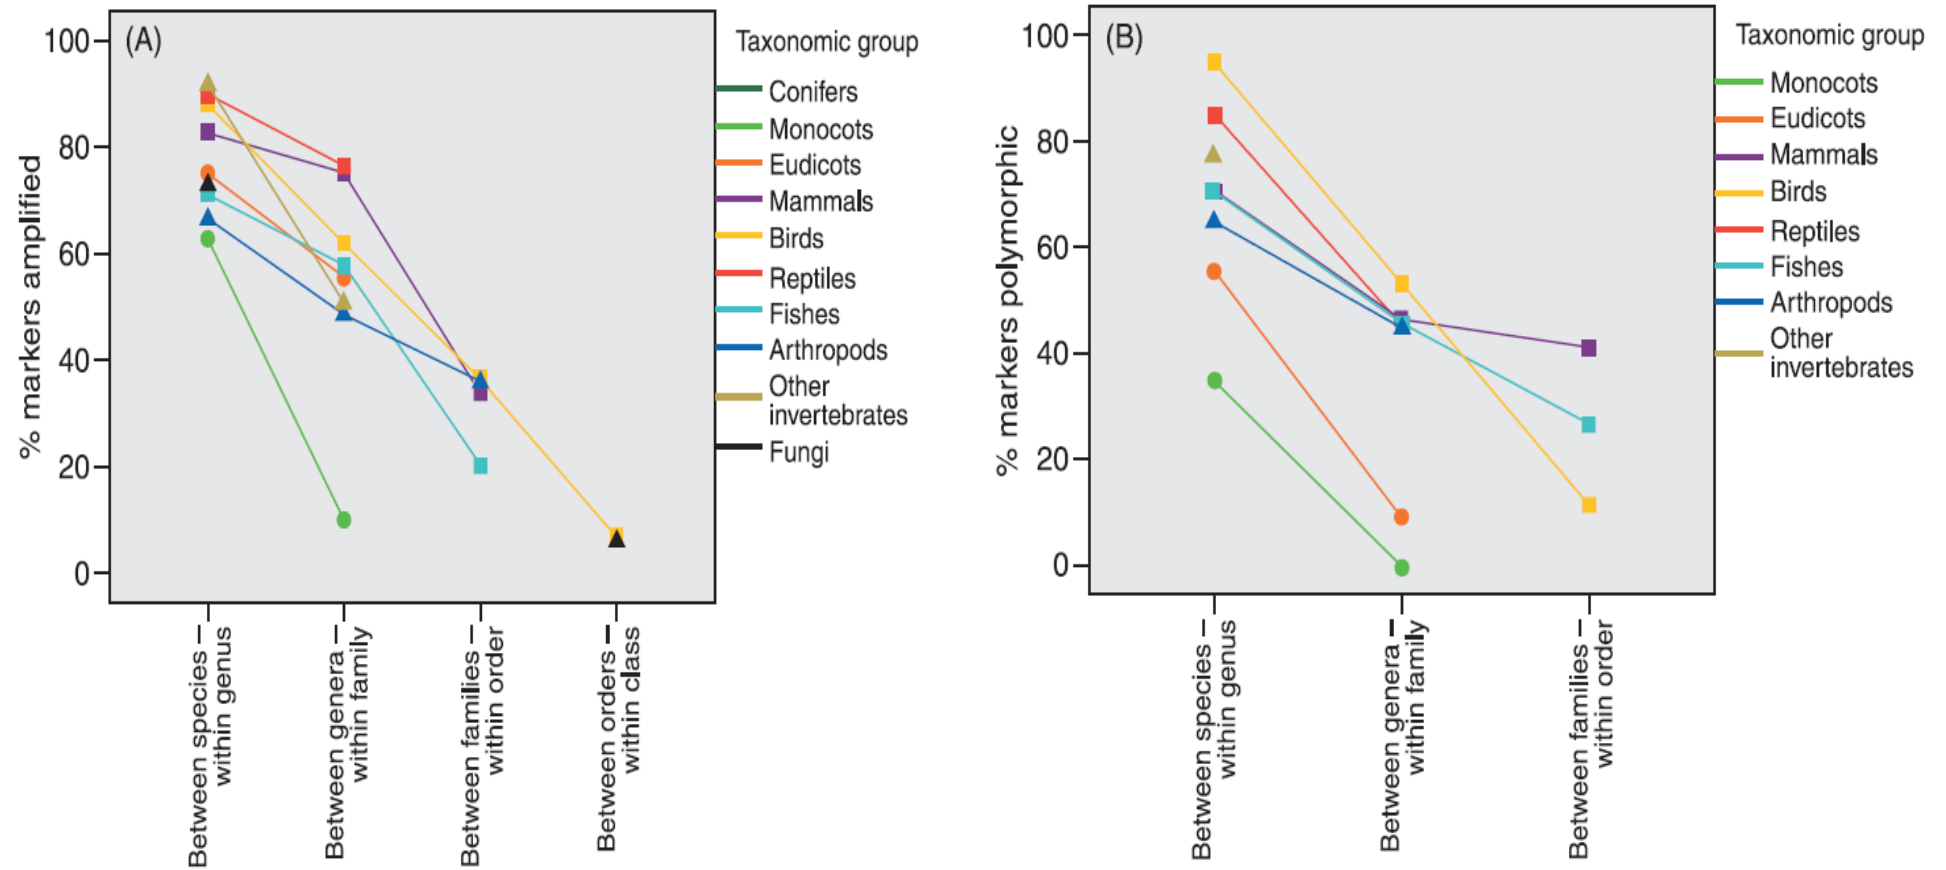 (A)
% markers amplified
100
80
60
40
20
0
Between species
within genus
Between genera
within family
Between families
within order
Between orders
within class
Taxonomic group
Conifers
Monocots
Eudicots
Mammals
Birds
Reptiles
Fishes
Arthropods
Other
invertebrates
Fungi
(B)
% markers polymorphic
100
80
60
40
20
0
Between species
within genus
Between genera
within family
Between families
within order
Taxonomic group
Monocots
Eudicots
Mammals
Birds
Reptiles
Fishes
Arthropods
Other
invertebrates